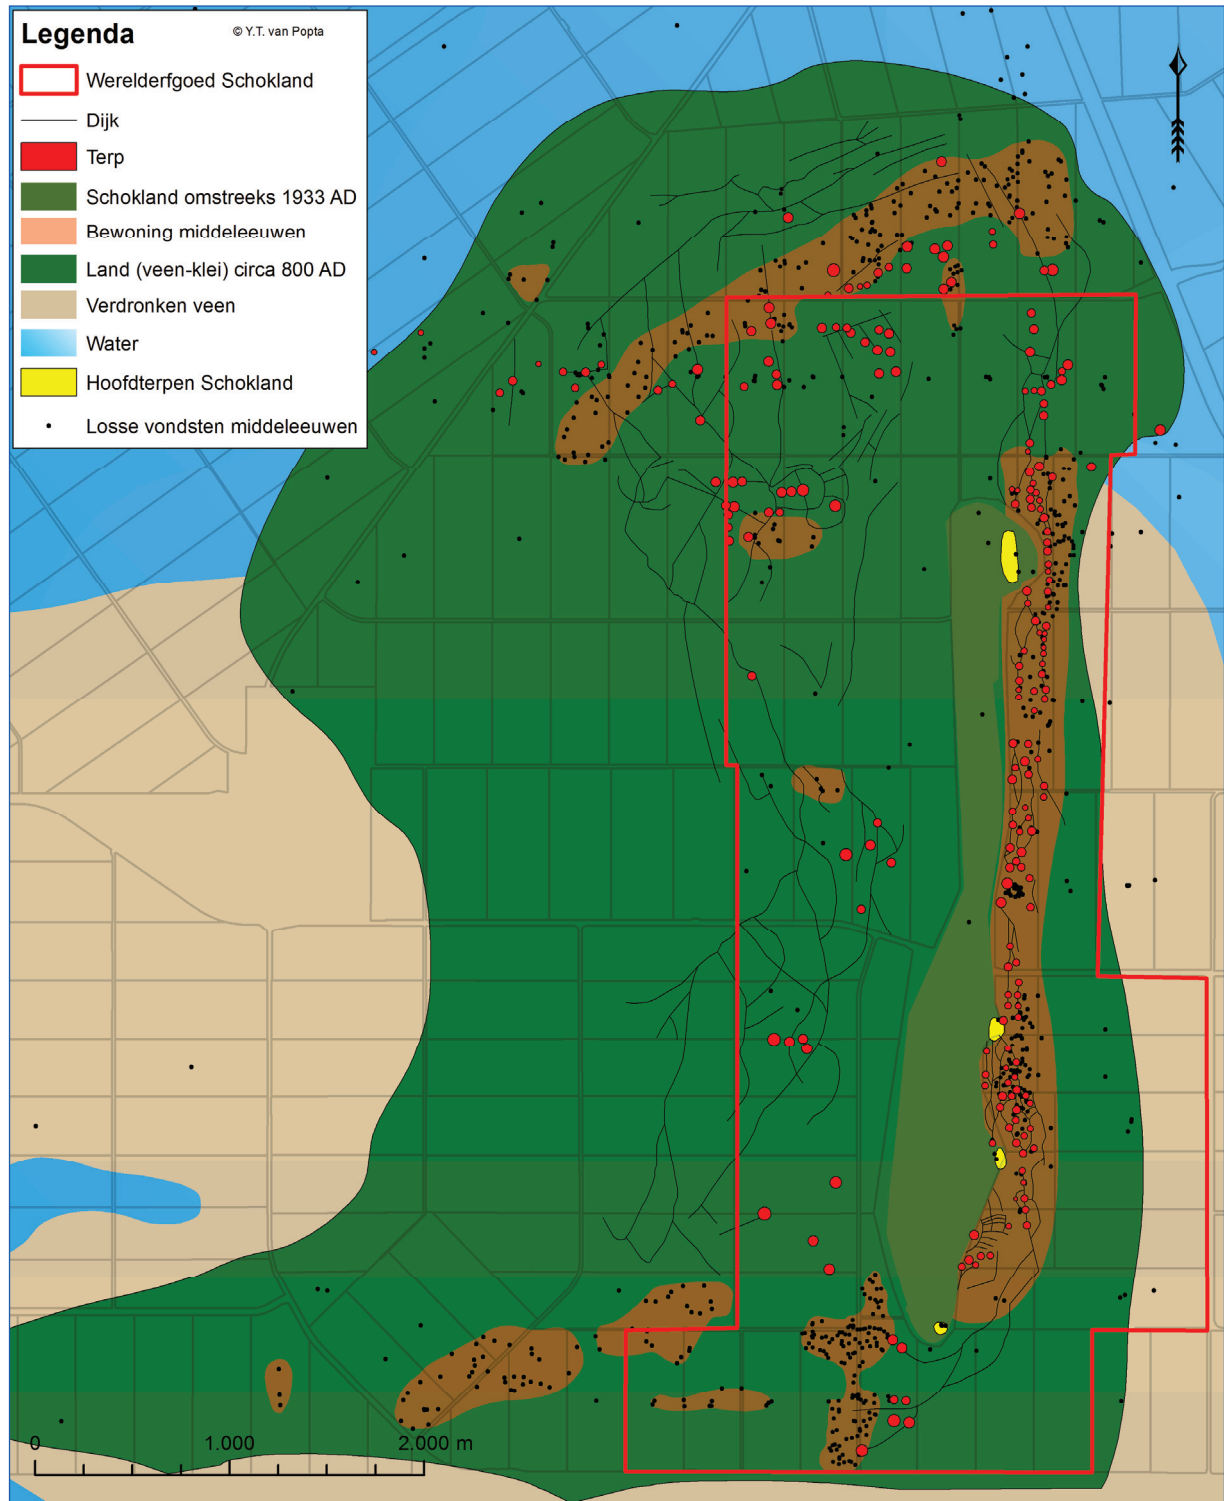 Legenda
© Y.T. van Popta
Werelderfgoed Schokland
Dijk
Terp
Schokland omstreeks 1933 AD
Bewoning middeleeuwen
Land (veen-klei) circa 800 AD
Verdronken veen
Water
Hoofdterpen Schokland
Losse vondsten middeleeuwen
0 1.000 2.000 m